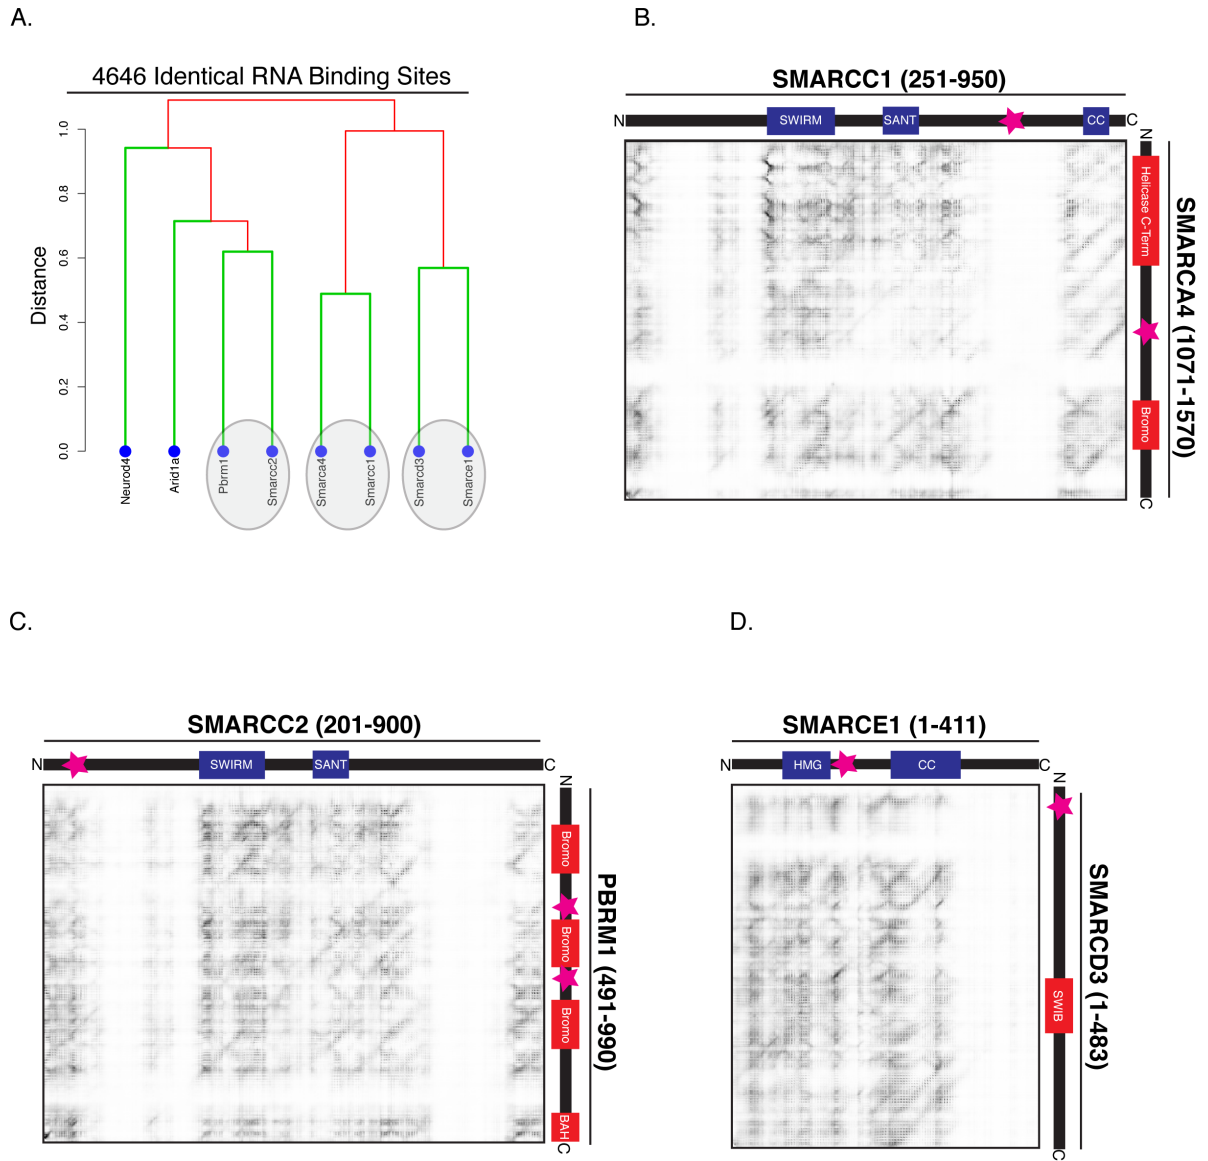 A.
4646 Identical RNA Binding Sites
Distance
1.0
0.8
0.6
0.4
0.2
0.0
Neurod4
Arid1a
Pbrm1
Smarcc2
Smarca4
Smarcc1
Smarcd3
Smarce1
B.
SMARCC1 (251-950)
N SWIRM SANT CC C
N
Helicase C-Term
Bromo
C
SMARCA4 (1071-1570)
C.
SMARCC2 (201-900)
N SWIRM SANT C
N
Bromo
Bromo
Bromo
BAH
C
PBRM1 (491-990)
D.
SMARCE1 (1-411)
N HMG CC C
N
SWIB
C
SMARCD3 (1-483)